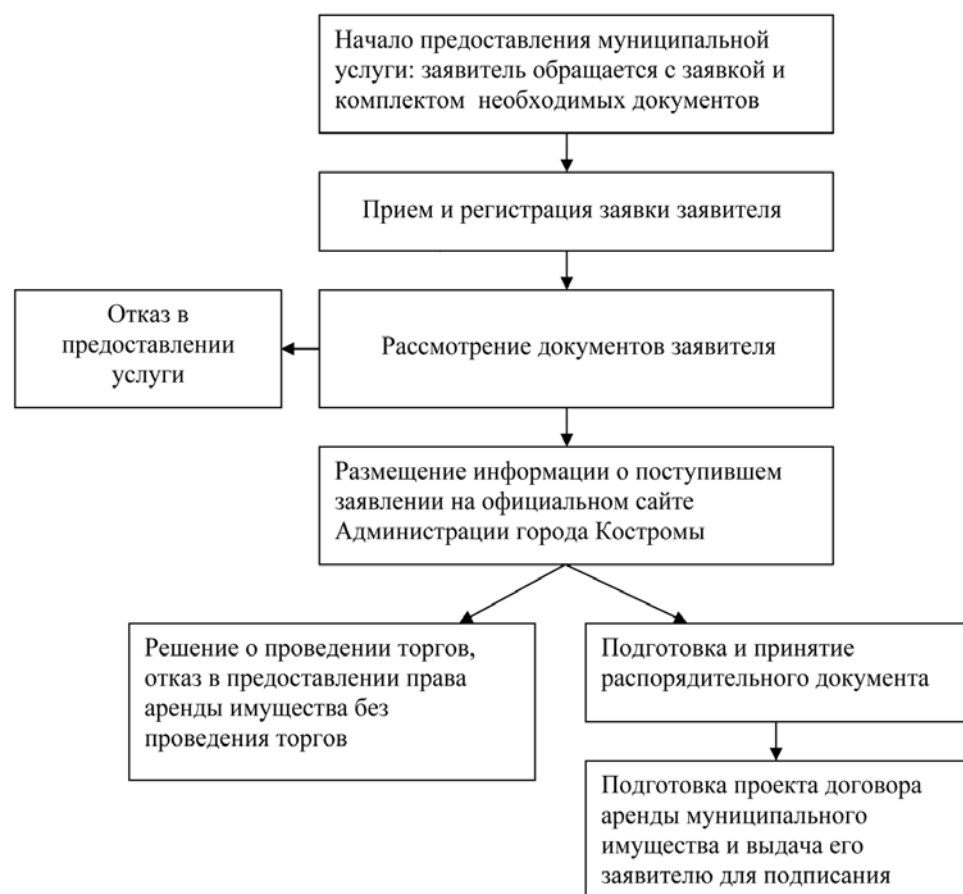 Начало предоставления муниципальной
услуги: заявитель обращается с заявкой и
комплектом необходимых документов
Прием и регистрация заявки заявителя
Отказ в
предоставлении
услуги
Рассмотрение документов заявителя
Размещение информации о поступившем
заявлении на официальном сайте
Администрации города Костромы
Решение о проведении торгов,
отказ в предоставлении права
аренды имущества без
проведения торгов
Подготовка и принятие
распорядительного документа
Подготовка проекта договора
аренды муниципального
имущества и выдача его
заявителю для подписания